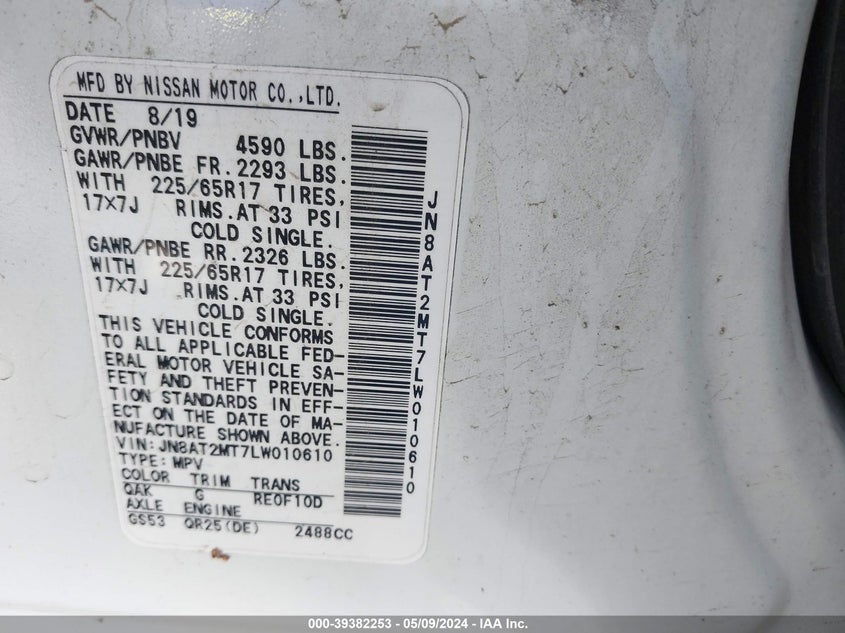 MFD BY NISSAN MOTOR CO.,LTD.
DATE 8/19
GVWR/PNBV 4590 LBS.
GAWR/PNBE FR.2293 LBS.
WITH 225/65R17 TIRES,
17X7J RIMS.AT 33 PSI
COLD SINGLE.
GAWR/PNBE RR.2326 LBS.
WITH 225/65R17 TIRES,
17X7J RIMS.AT 33 PSI
COLD SINGLE.
THIS VEHICLE CONFORMS
TO ALL APPLICABLE FED-
ERAL MOTOR VEHICLE SA-
FETY AND THEFT PREVEN-
TION STANDARDS IN EFF-
ECT ON THE DATE OF MA-
NUFACTURE SHOWN ABOVE.
VIN:JN8AT2MT7LW010610
TYPE:MPV
COLOR TRIM TRANS
QAK G RE0F10D
AXLE ENGINE
GS53 QR25(DE) 2488CC
JN8AT2MT7LW010610
000-39382253 - 05/09/2024 - IAA Inc.